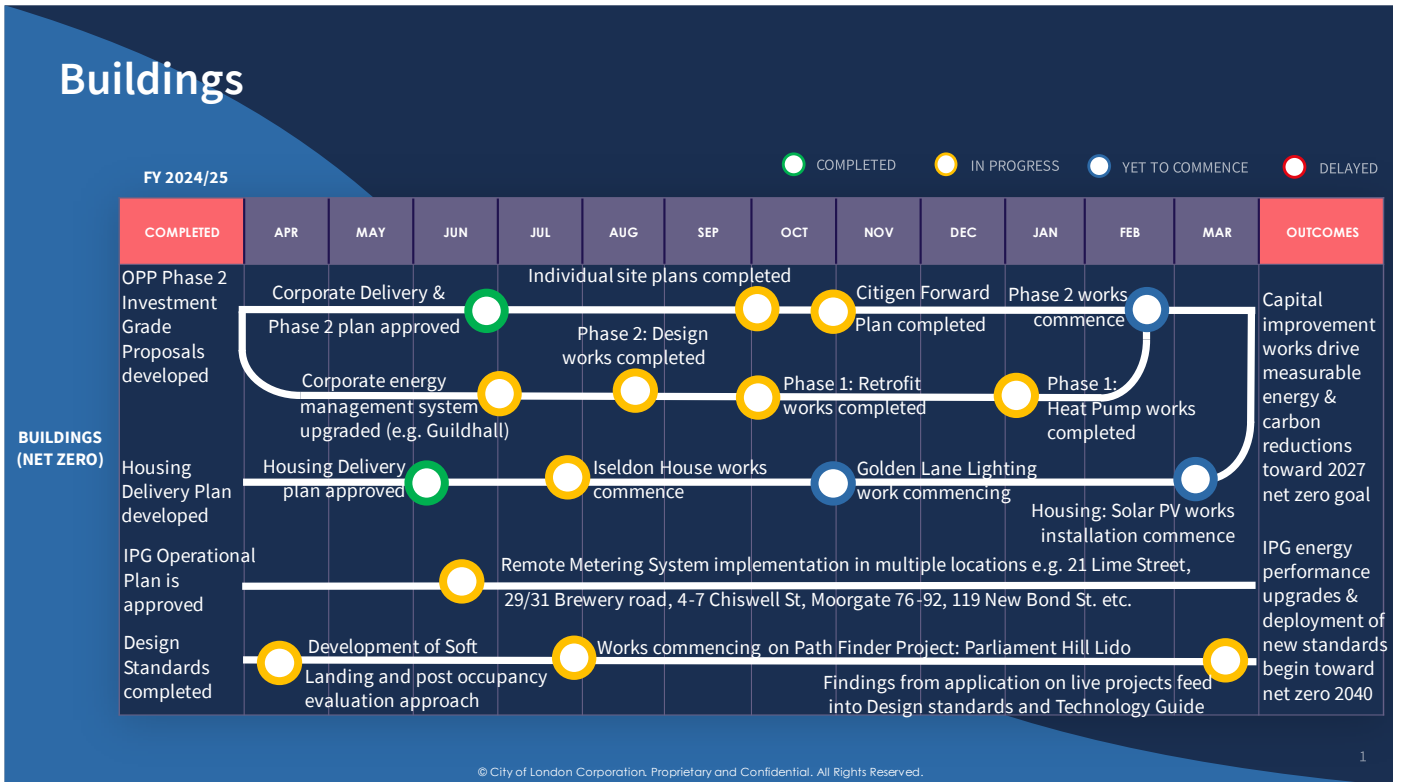 Buildings
COMPLETED
IN PROGRESS
YET TO COMMENCE
DELAYED
FY 2024/25
COMPLETED
APR
MAY
JUN
JUL
AUG
SEP
OCT
NOV
DEC
JAN
FEB
MAR
OUTCOMES
BUILDINGS
(NET ZERO)
OPP Phase 2
Investment
Grade
Proposals
developed
Corporate Delivery &
Phase 2 plan approved
Individual site plans completed
Citigen Forward
Plan completed
Phase 2 works
commence
Corporate energy
management system
upgraded (e.g. Guildhall)
Phase 2: Design
works completed
Phase 1: Retrofit
works completed
Phase 1:
Heat Pump works
completed
Capital
improvement
works drive
measurable
energy &
carbon
reductions
toward 2027
net zero goal
Housing
Delivery Plan
developed
Housing Delivery
plan approved
Iseldon House works
commence
Golden Lane Lighting
work commencing
Housing: Solar PV works
installation commence
IPG Operational
Plan is
approved
Remote Metering System implementation in multiple locations e.g. 21 Lime Street,
29/31 Brewery road, 4-7 Chiswell St, Moorgate 76-92, 119 New Bond St. etc.
IPG energy
performance
upgrades &
deployment of
new standards
begin toward
net zero 2040
Design
Standards
completed
Development of Soft
Landing and post occupancy
evaluation approach
Works commencing on Path Finder Project: Parliament Hill Lido
Findings from application on live projects feed
into Design standards and Technology Guide
1
© City of London Corporation. Proprietary and Confidential. All Rights Reserved.